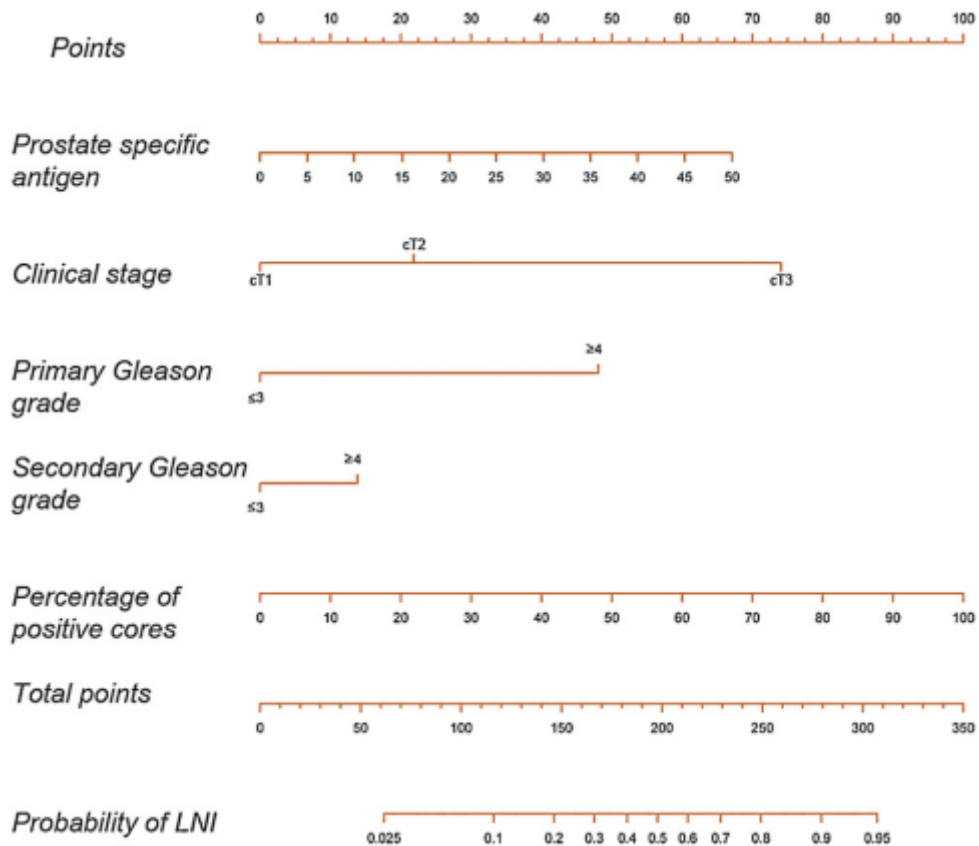 0 10 20 30 40 50 60 70 80 90 100
Points
Prostate specific
antigen
0 5 10 15 20 25 30 35 40 45 50
cT2
Clinical stage
cT1 cT3
≥4
Primary Gleason
grade
≤3
≥4
Secondary Gleason
grade
≤3
Percentage of
positive cores
0 10 20 30 40 50 60 70 80 90 100
Total points
0 50 100 150 200 250 300 350
Probability of LNI
0.025 0.1 0.2 0.3 0.4 0.5 0.6 0.7 0.8 0.9 0.95